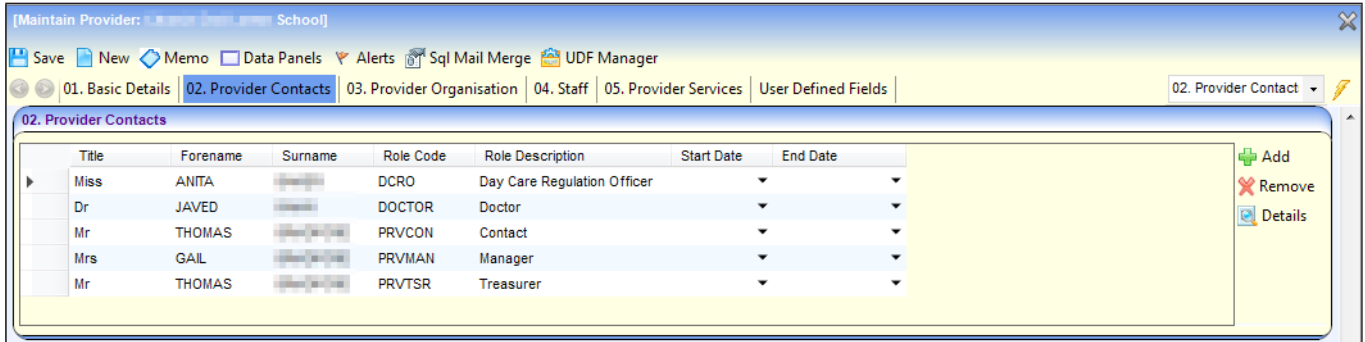 [Maintain Provider: School]
Save New Memo Data Panels Alerts Sql Mail Merge UDF Manager
01. Basic Details 02. Provider Contacts 03. Provider Organisation 04. Staff 05. Provider Services User Defined Fields 02. Provider Contact
02. Provider Contacts
Title Forename Surname Role Code Role Description Start Date End Date
Miss ANITA DCRO Day Care Regulation Officer
Dr JAVED DOCTOR Doctor
Mr THOMAS PRVCON Contact
Mrs GAIL PRVMAN Manager
Mr THOMAS PRVTSR Treasurer
Add
Remove
Details